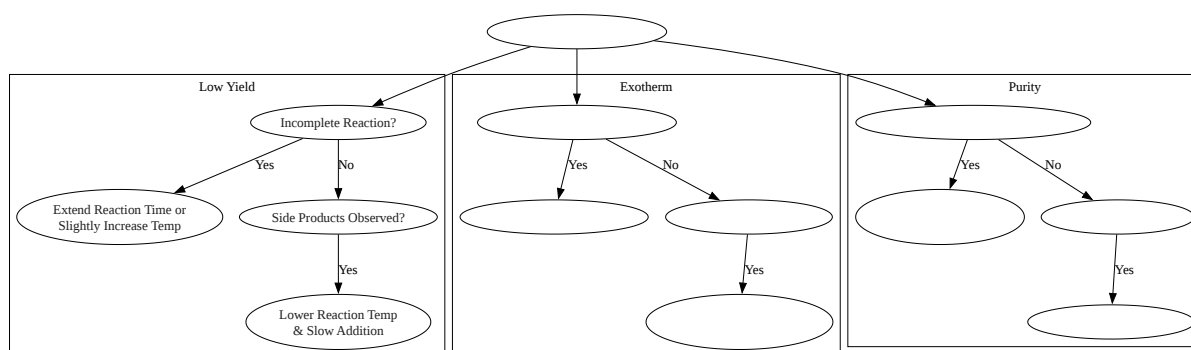 Low Yield
Exotherm
Purity
Incomplete Reaction?
Yes
No
Yes
No
Yes
No
Extend Reaction Time or
Slightly Increase Temp
Side Products Observed?
Yes
Yes
Yes
Lower Reaction Temp
& Slow Addition